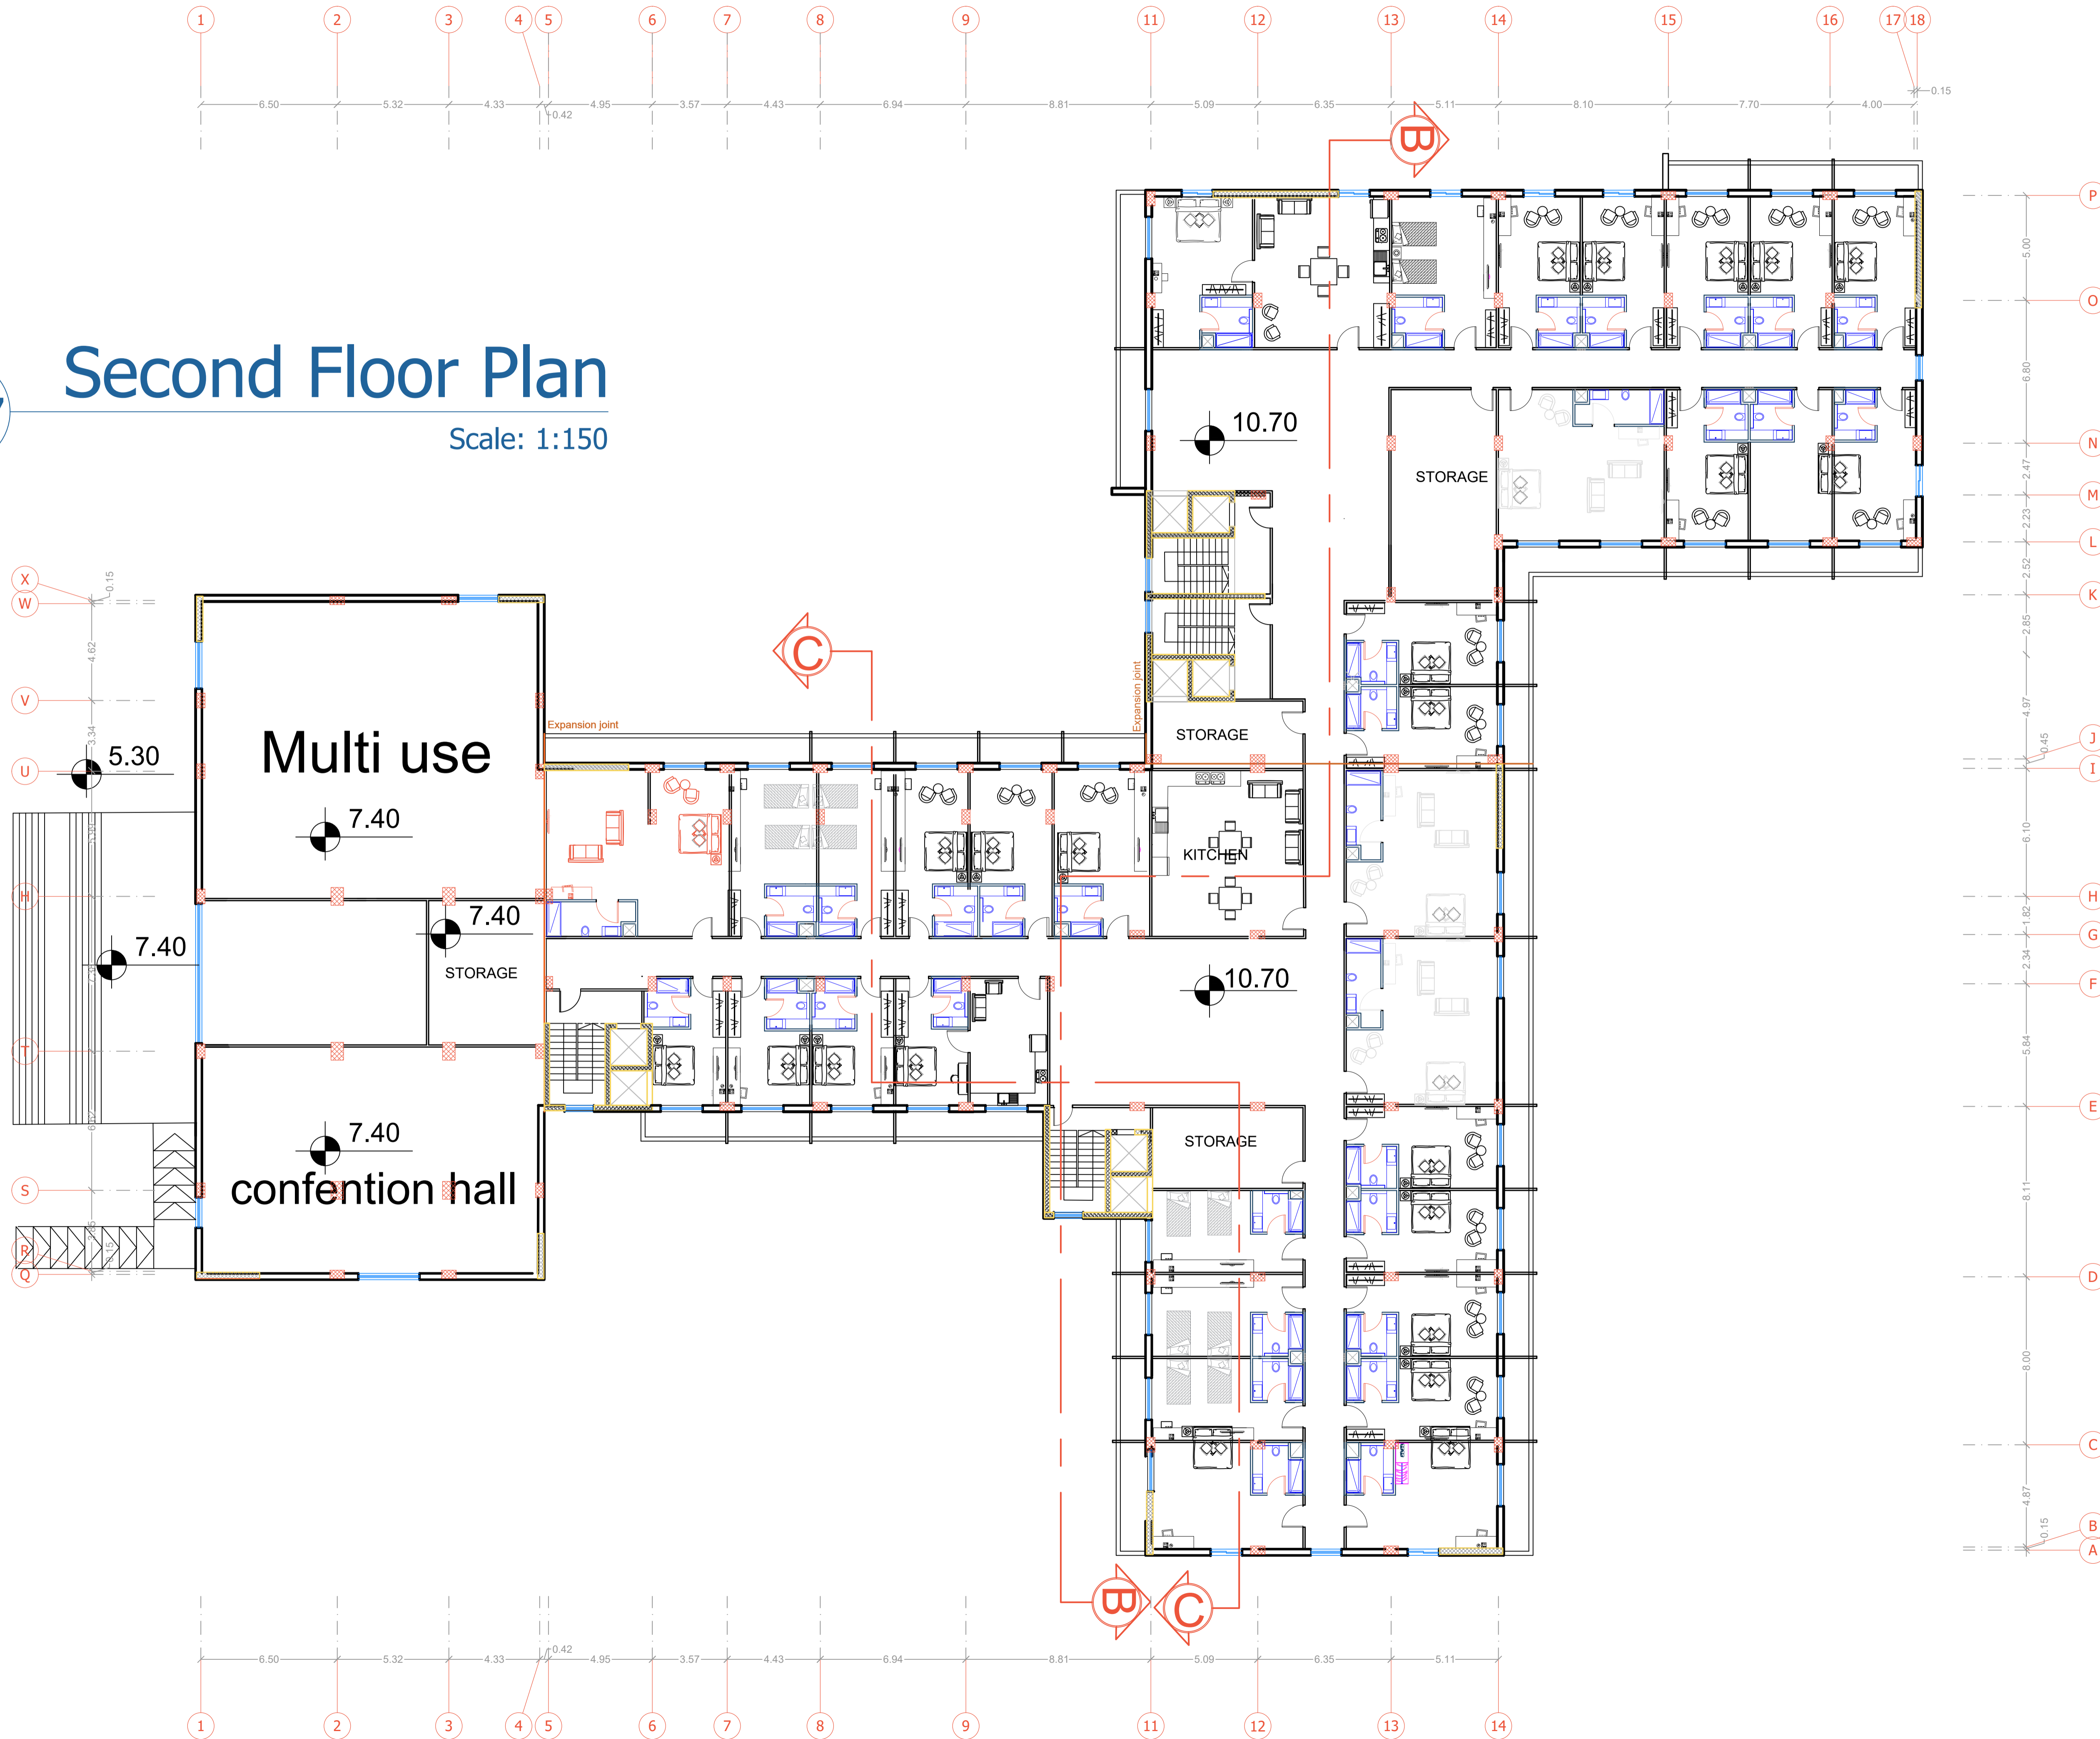 1 2 3 4 5 6 7 8 9 11 12 13 14 15 16 17 18
6.50 5.32 4.33 0.42 4.95 3.57 4.43 6.94 8.81 5.09 6.35 5.11 8.10 7.70 4.00 0.15
B
P
5.00
O
Second Floor Plan
Scale: 1:150
6.80
10.70
N
STORAGE
2.47
M
2.23
L
2.52
K
X
W
0.15
2.85
4.62
C
Expansion joint
V
4.97
Expansion joint
3.34
STORAGE
J
0.45
I
Multi use
5.30
U
7.40
6.10
KITCHEN
H
H
7.40
1.82
G
7.40
STORAGE
2.34
10.70
F
T
5.84
E
7.40
STORAGE
confention hall
S
8.11
3.85
R
0.15
Q
D
8.00
C
4.87
B
0.15
A
B C
6.50 5.32 4.33 0.42 4.95 3.57 4.43 6.94 8.81 5.09 6.35 5.11
1 2 3 4 5 6 7 8 9 11 12 13 14